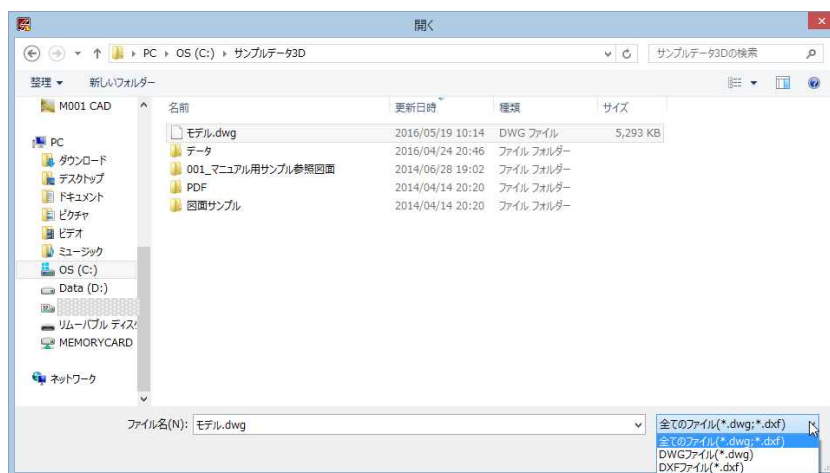 開く
PC ▸ OS (C:) ▸ サンプルデータ3D
サンプルデータ3Dの検索
整理 新しいフォルダー
M001 CAD
PC
ダウンロード
デスクトップ
ドキュメント
ピクチャ
ビデオ
ミュージック
OS (C:)
Data (D:)
リムーバブル ディスク
MEMORYCARD
ネットワーク
名前 更新日時 種類 サイズ
モデル.dwg 2016/05/19 10:14 DWG ファイル 5,293 KB
データ 2016/04/24 20:46 ファイル フォルダー
001_マニュアル用サンプル参照図面 2014/06/28 19:02 ファイル フォルダー
PDF 2014/04/14 20:20 ファイル フォルダー
図面サンプル 2014/04/14 20:20 ファイル フォルダー
ファイル名(N): モデル.dwg
全てのファイル(*.dwg;*.dxf)
全てのファイル(*.dwg;*.dxf)
DWGファイル(*.dwg)
DXFファイル(*.dxf)